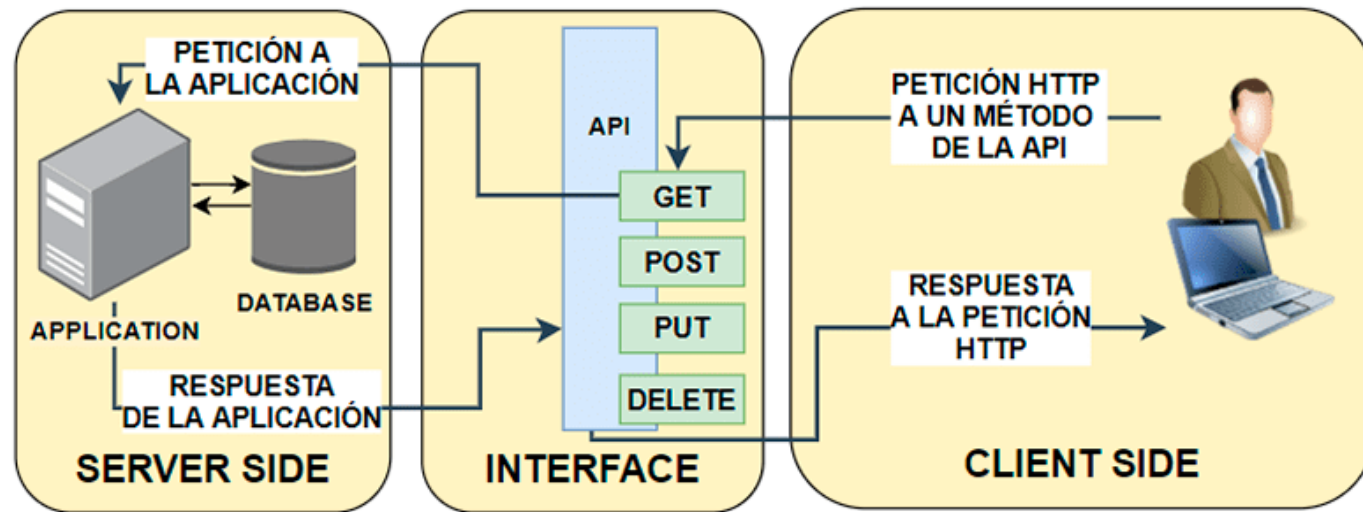 PETICIÓN A
LA APLICACIÓN
DATABASE
APPLICATION
RESPUESTA
DE LA APLICACIÓN
SERVER SIDE
API
GET
POST
PUT
DELETE
INTERFACE
PETICIÓN HTTP
A UN MÉTODO
DE LA API
RESPUESTA
A LA PETICIÓN
HTTP
CLIENT SIDE